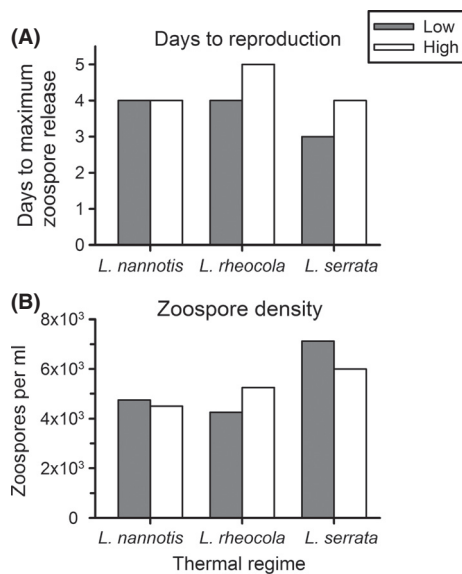 Low
High
(A)
Days to reproduction
Days to maximum
zoospore release
5
4
3
2
1
0
L. nannotis L. rheocola L. serrata
(B)
Zoospore density
Zoospores per ml
8x10³
6x10³
4x10³
2x10³
0
L. nannotis L. rheocola L. serrata
Thermal regime